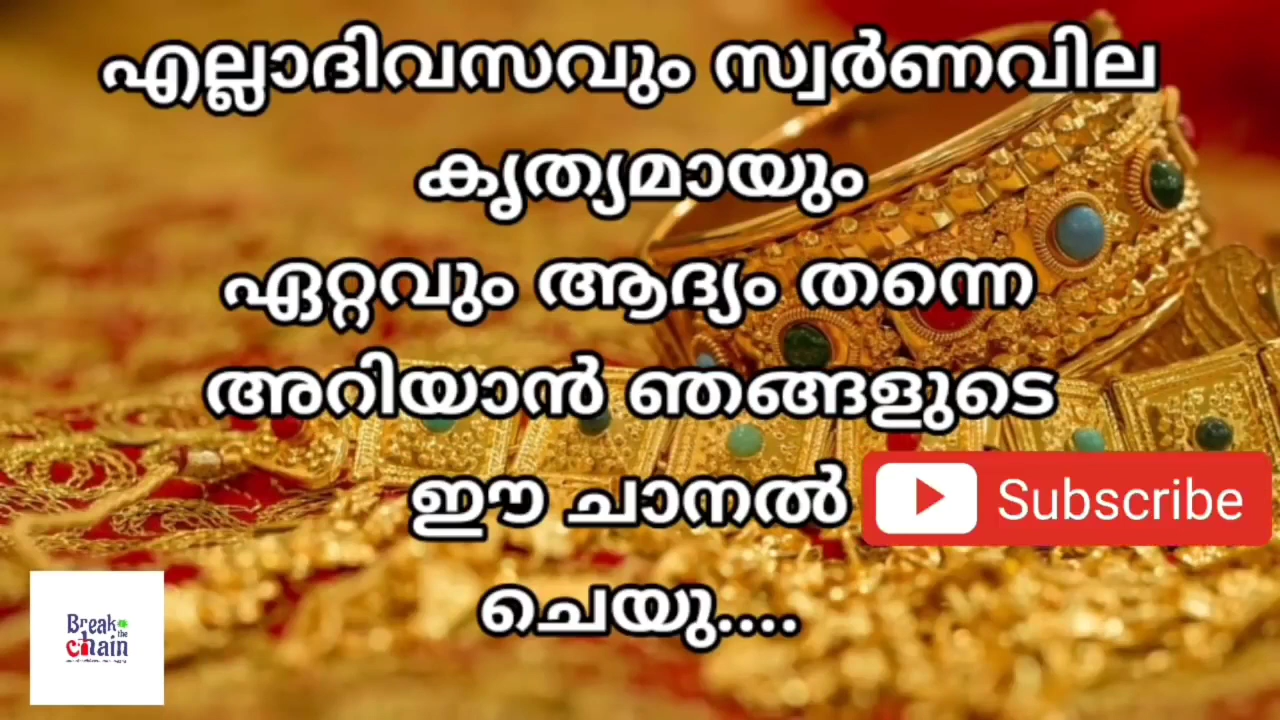 എല്ലാദിവസവും സ്വർണവില
കൃത്യമായും
ഏറ്റവും ആദ്യം തന്നെ
അറിയാൻ ഞങ്ങളുടെ
ഈ ചാനൽ Subscribe
ചെയു....
Break
the
chain